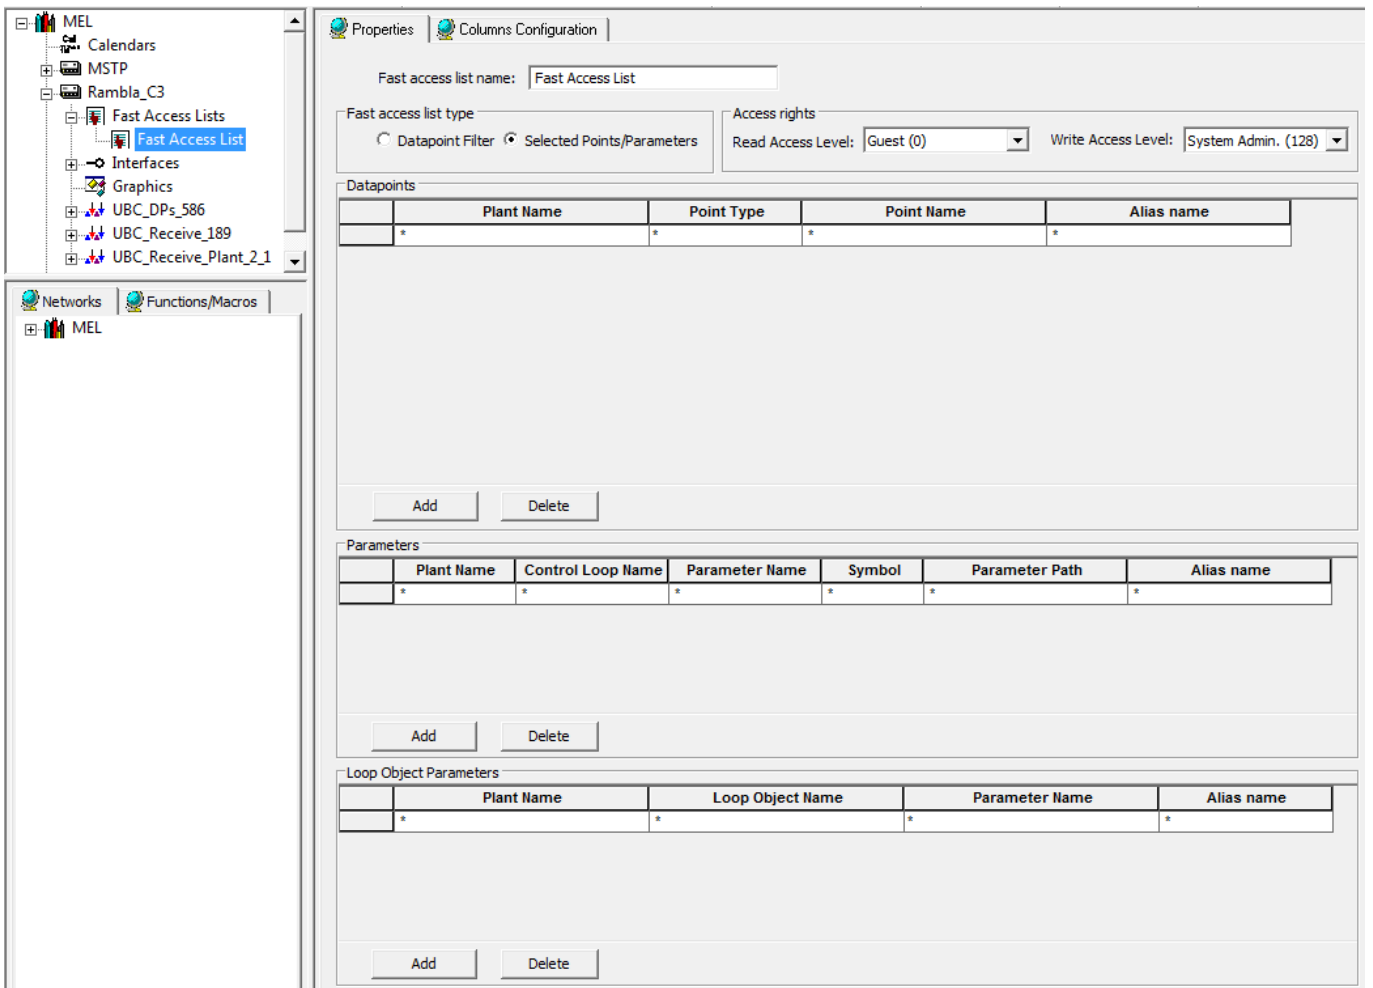 MEL
Calendars
MSTP
Rambla_C3
Fast Access Lists
Fast Access List
Interfaces
Graphics
UBC_DPs_586
UBC_Receive_189
UBC_Receive_Plant_2_1
Networks Functions/Macros
MEL
Properties Columns Configuration
Fast access list name: Fast Access List
Fast access list type
Datapoint Filter Selected Points/Parameters
Access rights
Read Access Level: Guest (0) Write Access Level: System Admin. (128)
Datapoints
Plant Name Point Type Point Name Alias name
* * * *
Add Delete
Parameters
Plant Name Control Loop Name Parameter Name Symbol Parameter Path Alias name
* * * * * *
Add Delete
Loop Object Parameters
Plant Name Loop Object Name Parameter Name Alias name
* * * *
Add Delete